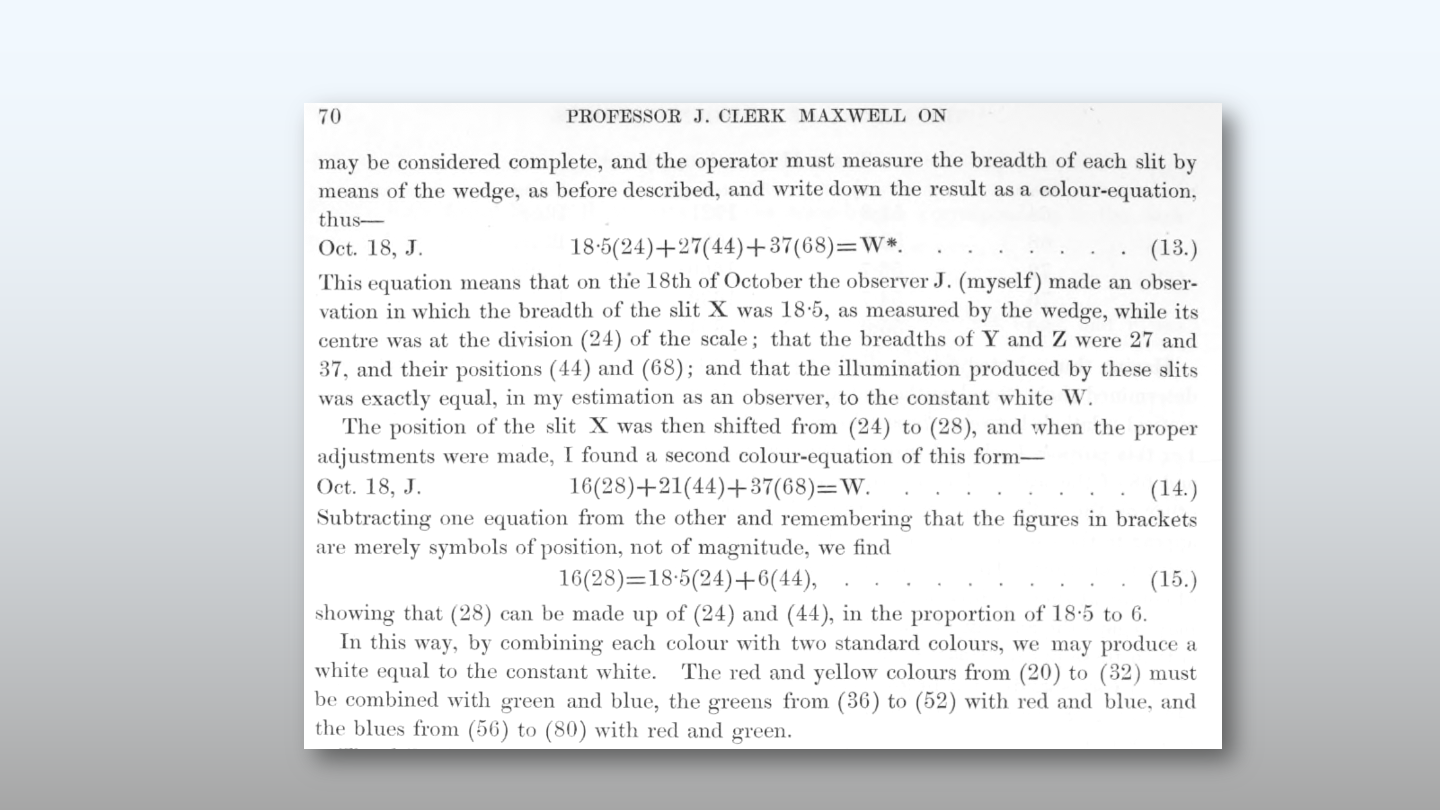 70 PROFESSOR J. CLERK MAXWELL ON
may be considered complete, and the operator must measure the breadth of each slit by
means of the wedge, as before described, and write down the result as a colour-equation,
thus—
Oct. 18, J. 18·5(24)+27(44)+37(68)=W*. . . . . . . . (13.)
This equation means that on the 18th of October the observer J. (myself) made an obser-
vation in which the breadth of the slit X was 18·5, as measured by the wedge, while its
centre was at the division (24) of the scale; that the breadths of Y and Z were 27 and
37, and their positions (44) and (68); and that the illumination produced by these slits
was exactly equal, in my estimation as an observer, to the constant white W.
The position of the slit X was then shifted from (24) to (28), and when the proper
adjustments were made, I found a second colour-equation of this form—
Oct. 18, J. 16(28)+21(44)+37(68)=W. . . . . . . . . (14.)
Subtracting one equation from the other and remembering that the figures in brackets
are merely symbols of position, not of magnitude, we find
16(28)=18·5(24)+6(44), . . . . . . . . . . (15.)
showing that (28) can be made up of (24) and (44), in the proportion of 18·5 to 6.
In this way, by combining each colour with two standard colours, we may produce a
white equal to the constant white. The red and yellow colours from (20) to (32) must
be combined with green and blue, the greens from (36) to (52) with red and blue, and
the blues from (56) to (80) with red and green.